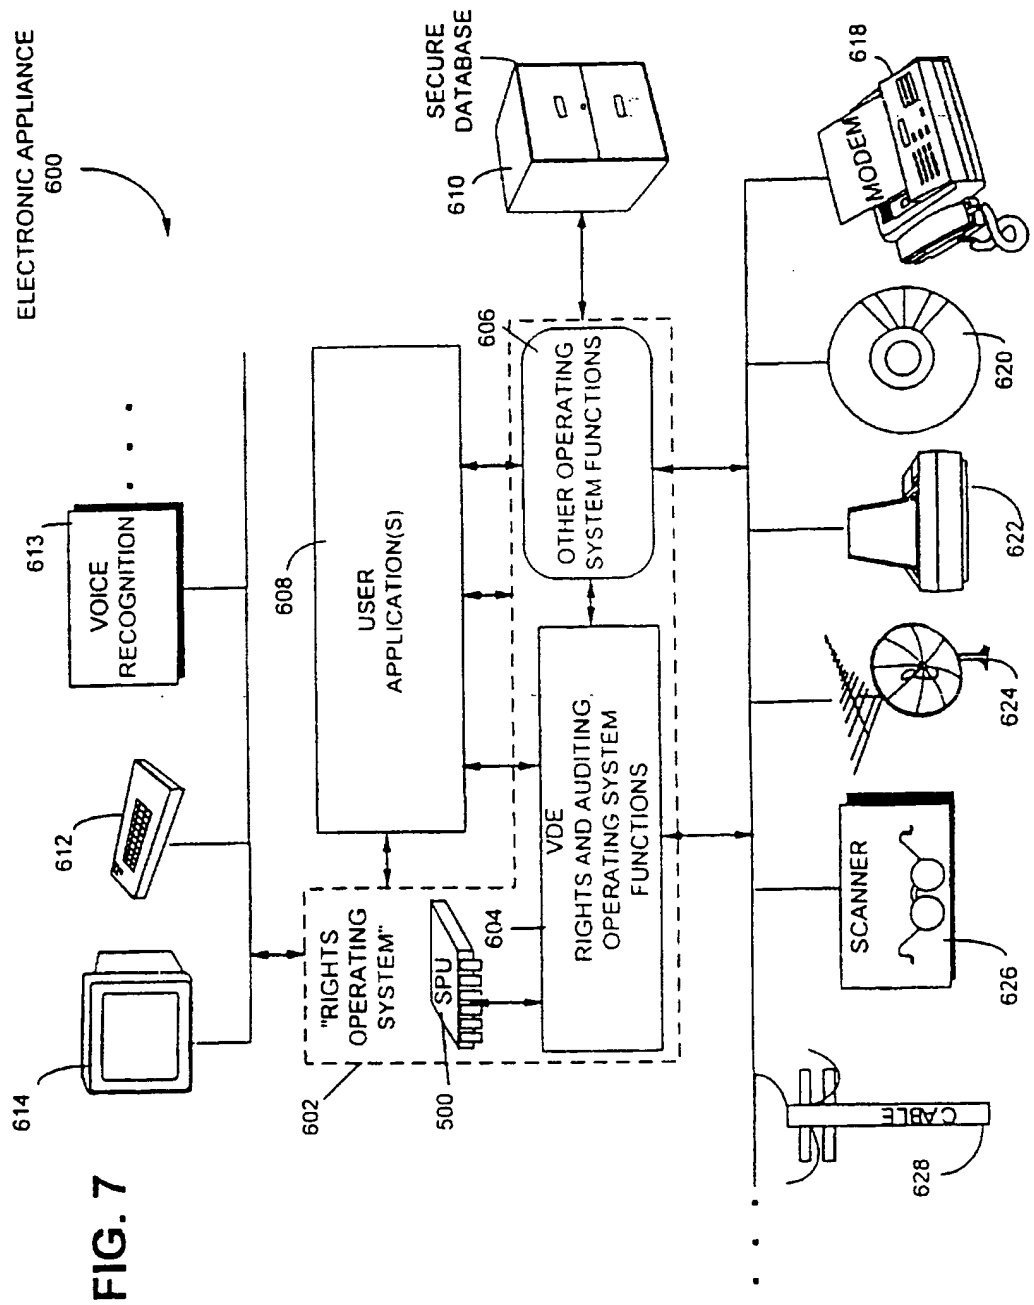 FIG. 7
ELECTRONIC APPLIANCE
600
614
612
613
VOICE
RECOGNITION
602
"RIGHTS
OPERATING
SYSTEM"
608
USER
APPLICATION(S)
SECURE
DATABASE
610
500
SPU
604
VDE
RIGHTS AND AUDITING
OPERATING SYSTEM
FUNCTIONS
606
OTHER OPERATING
SYSTEM FUNCTIONS
CABLE
628
SCANNER
626
624
622
620
MODEM
618